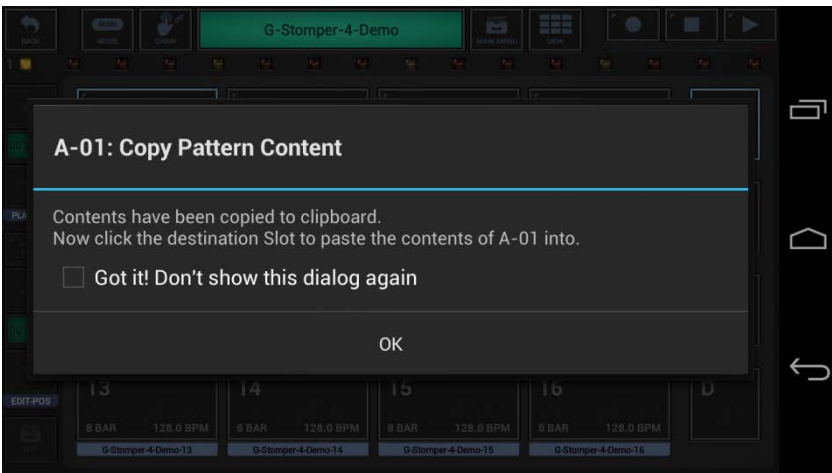 G-Stomper-4-Demo
BACK
MODE
CHAIN
MAIN MENU
VIEW
1
A-01: Copy Pattern Content
Contents have been copied to clipboard.
Now click the destination Slot to paste the contents of A-01 into.
Got it! Don't show this dialog again
OK
EDIT-POS
13
14
15
16
D
8 BAR 128.0 BPM
8 BAR 128.0 BPM
8 BAR 128.0 BPM
8 BAR 128.0 BPM
G-Stomper-4-Demo-13
G-Stomper-4-Demo-14
G-Stomper-4-Demo-15
G-Stomper-4-Demo-16